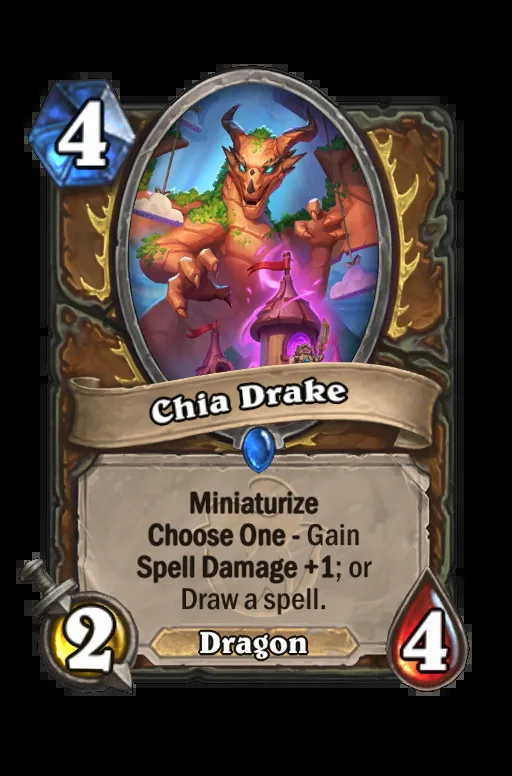 4
Chia Drake
Miniaturize
Choose One - Gain
Spell Damage +1; or
Draw a spell.
2
Dragon
4